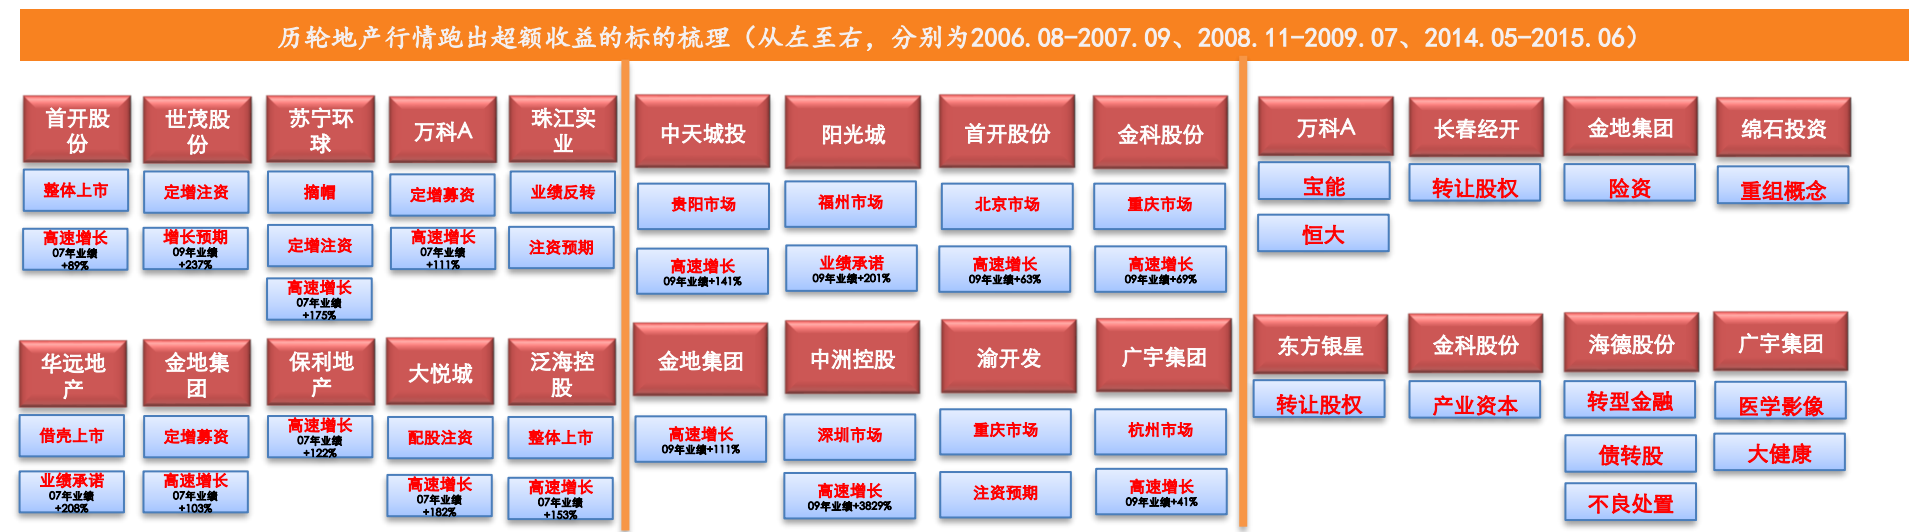 历轮地产行情跑出超额收益的标的梳理（从左至右，分别为2006.08-2007.09、2008.11-2009.07、2014.05-2015.06）
首开股
份
整体上市
高速增长
07年业绩
+89%
世茂股
份
定增注资
增长预期
09年业绩
+237%
苏宁环
球
摘帽
定增注资
高速增长
07年业绩
+175%
万科A
定增募资
高速增长
07年业绩
+111%
珠江实
业
业绩反转
注资预期
华远地
产
借壳上市
业绩承诺
07年业绩
+208%
金地集
团
定增募资
高速增长
07年业绩
+103%
保利地
产
高速增长
07年业绩
+122%
大悦城
配股注资
高速增长
07年业绩
+182%
泛海控
股
整体上市
高速增长
07年业绩
+153%
中天城投
贵阳市场
高速增长
09年业绩+141%
阳光城
福州市场
业绩承诺
09年业绩+201%
首开股份
北京市场
高速增长
09年业绩+63%
金科股份
重庆市场
高速增长
09年业绩+69%
金地集团
高速增长
09年业绩+111%
中洲控股
深圳市场
高速增长
09年业绩+3829%
渝开发
重庆市场
注资预期
广宇集团
杭州市场
高速增长
09年业绩+41%
万科A
宝能
恒大
长春经开
转让股权
金地集团
险资
绵石投资
重组概念
东方银星
转让股权
金科股份
产业资本
海德股份
转型金融
债转股
不良处置
广宇集团
医学影像
大健康